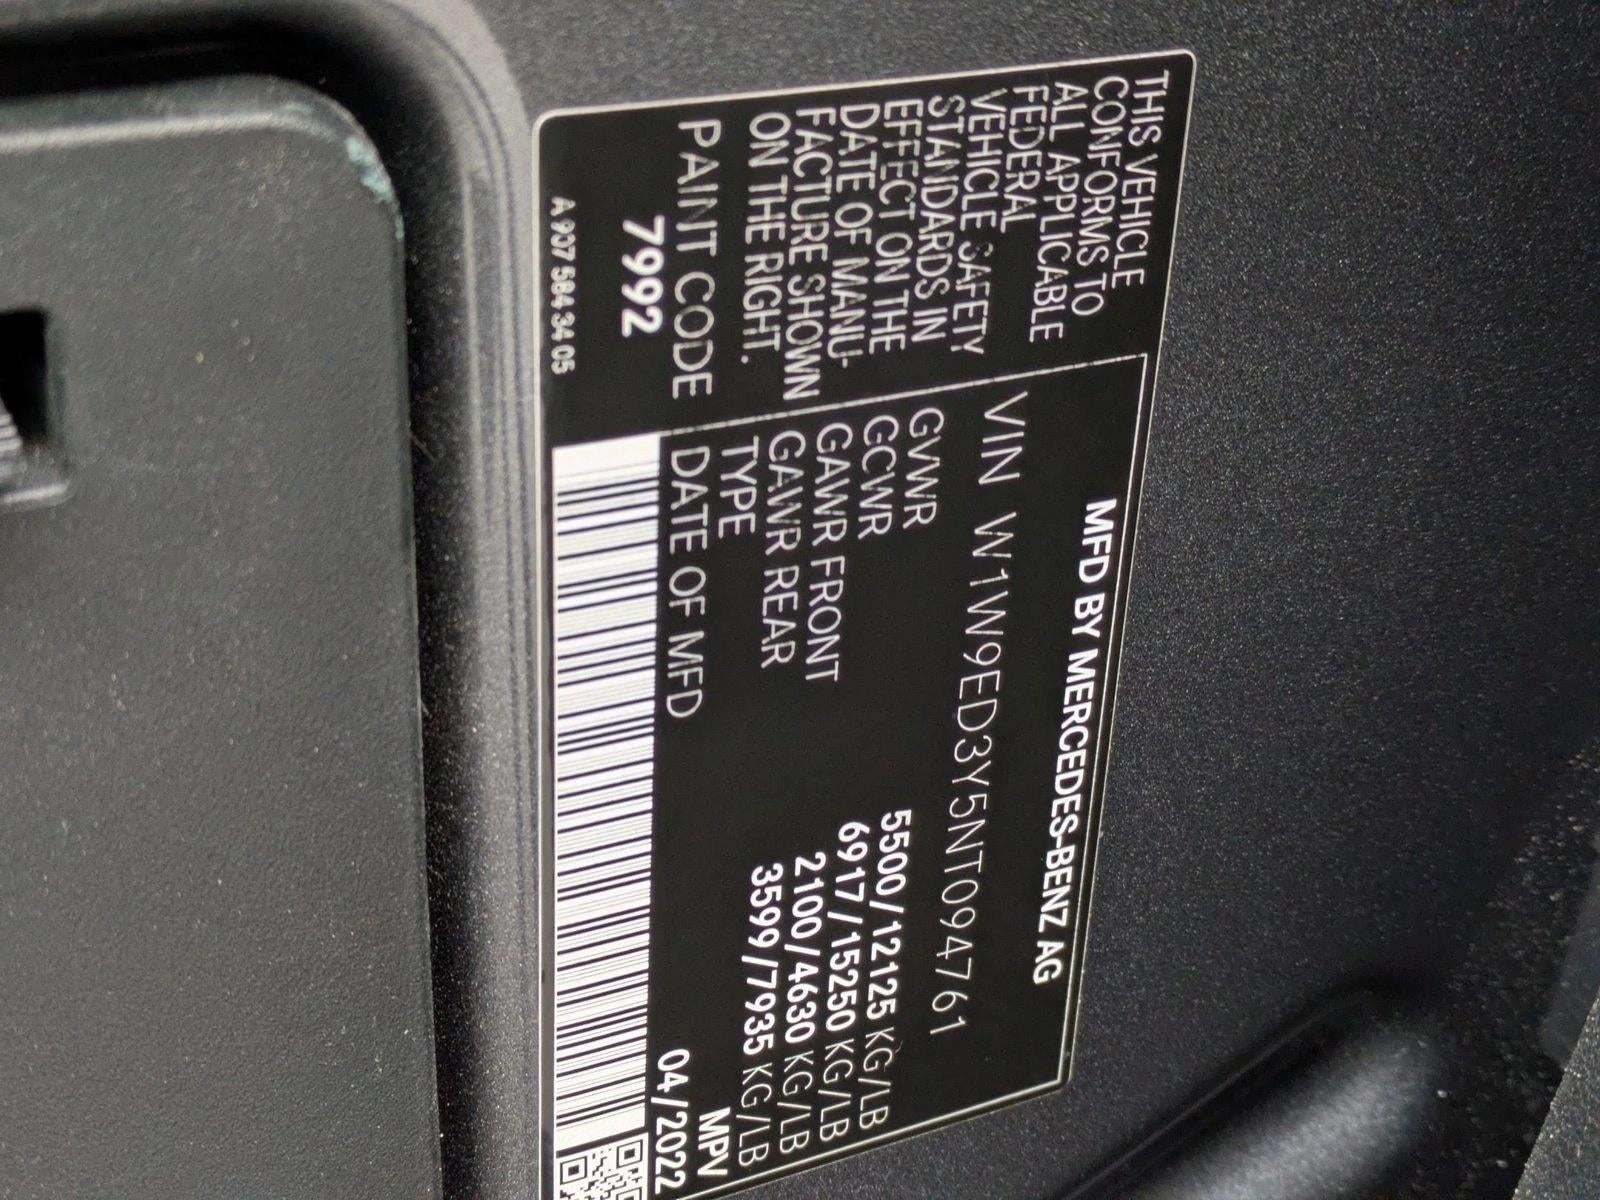 THIS VEHICLE
CONFORMS TO
ALL APPLICABLE
FEDERAL
VEHICLE SAFETY
STANDARDS IN
EFFECT ON THE
DATE OF MANU-
FACTURE SHOWN
ON THE RIGHT.
PAINT CODE
7992
A 907 584 34 05
MFD BY MERCEDES-BENZ AG
VIN W1W9ED3Y5NT094761
GVWR 5500/12125 KG/LB
GCWR 6917/15250 KG/LB
GAWR FRONT 2100/4630 KG/LB
GAWR REAR 3599/7935 KG/LB
TYPE MPV
DATE OF MFD 04/2022